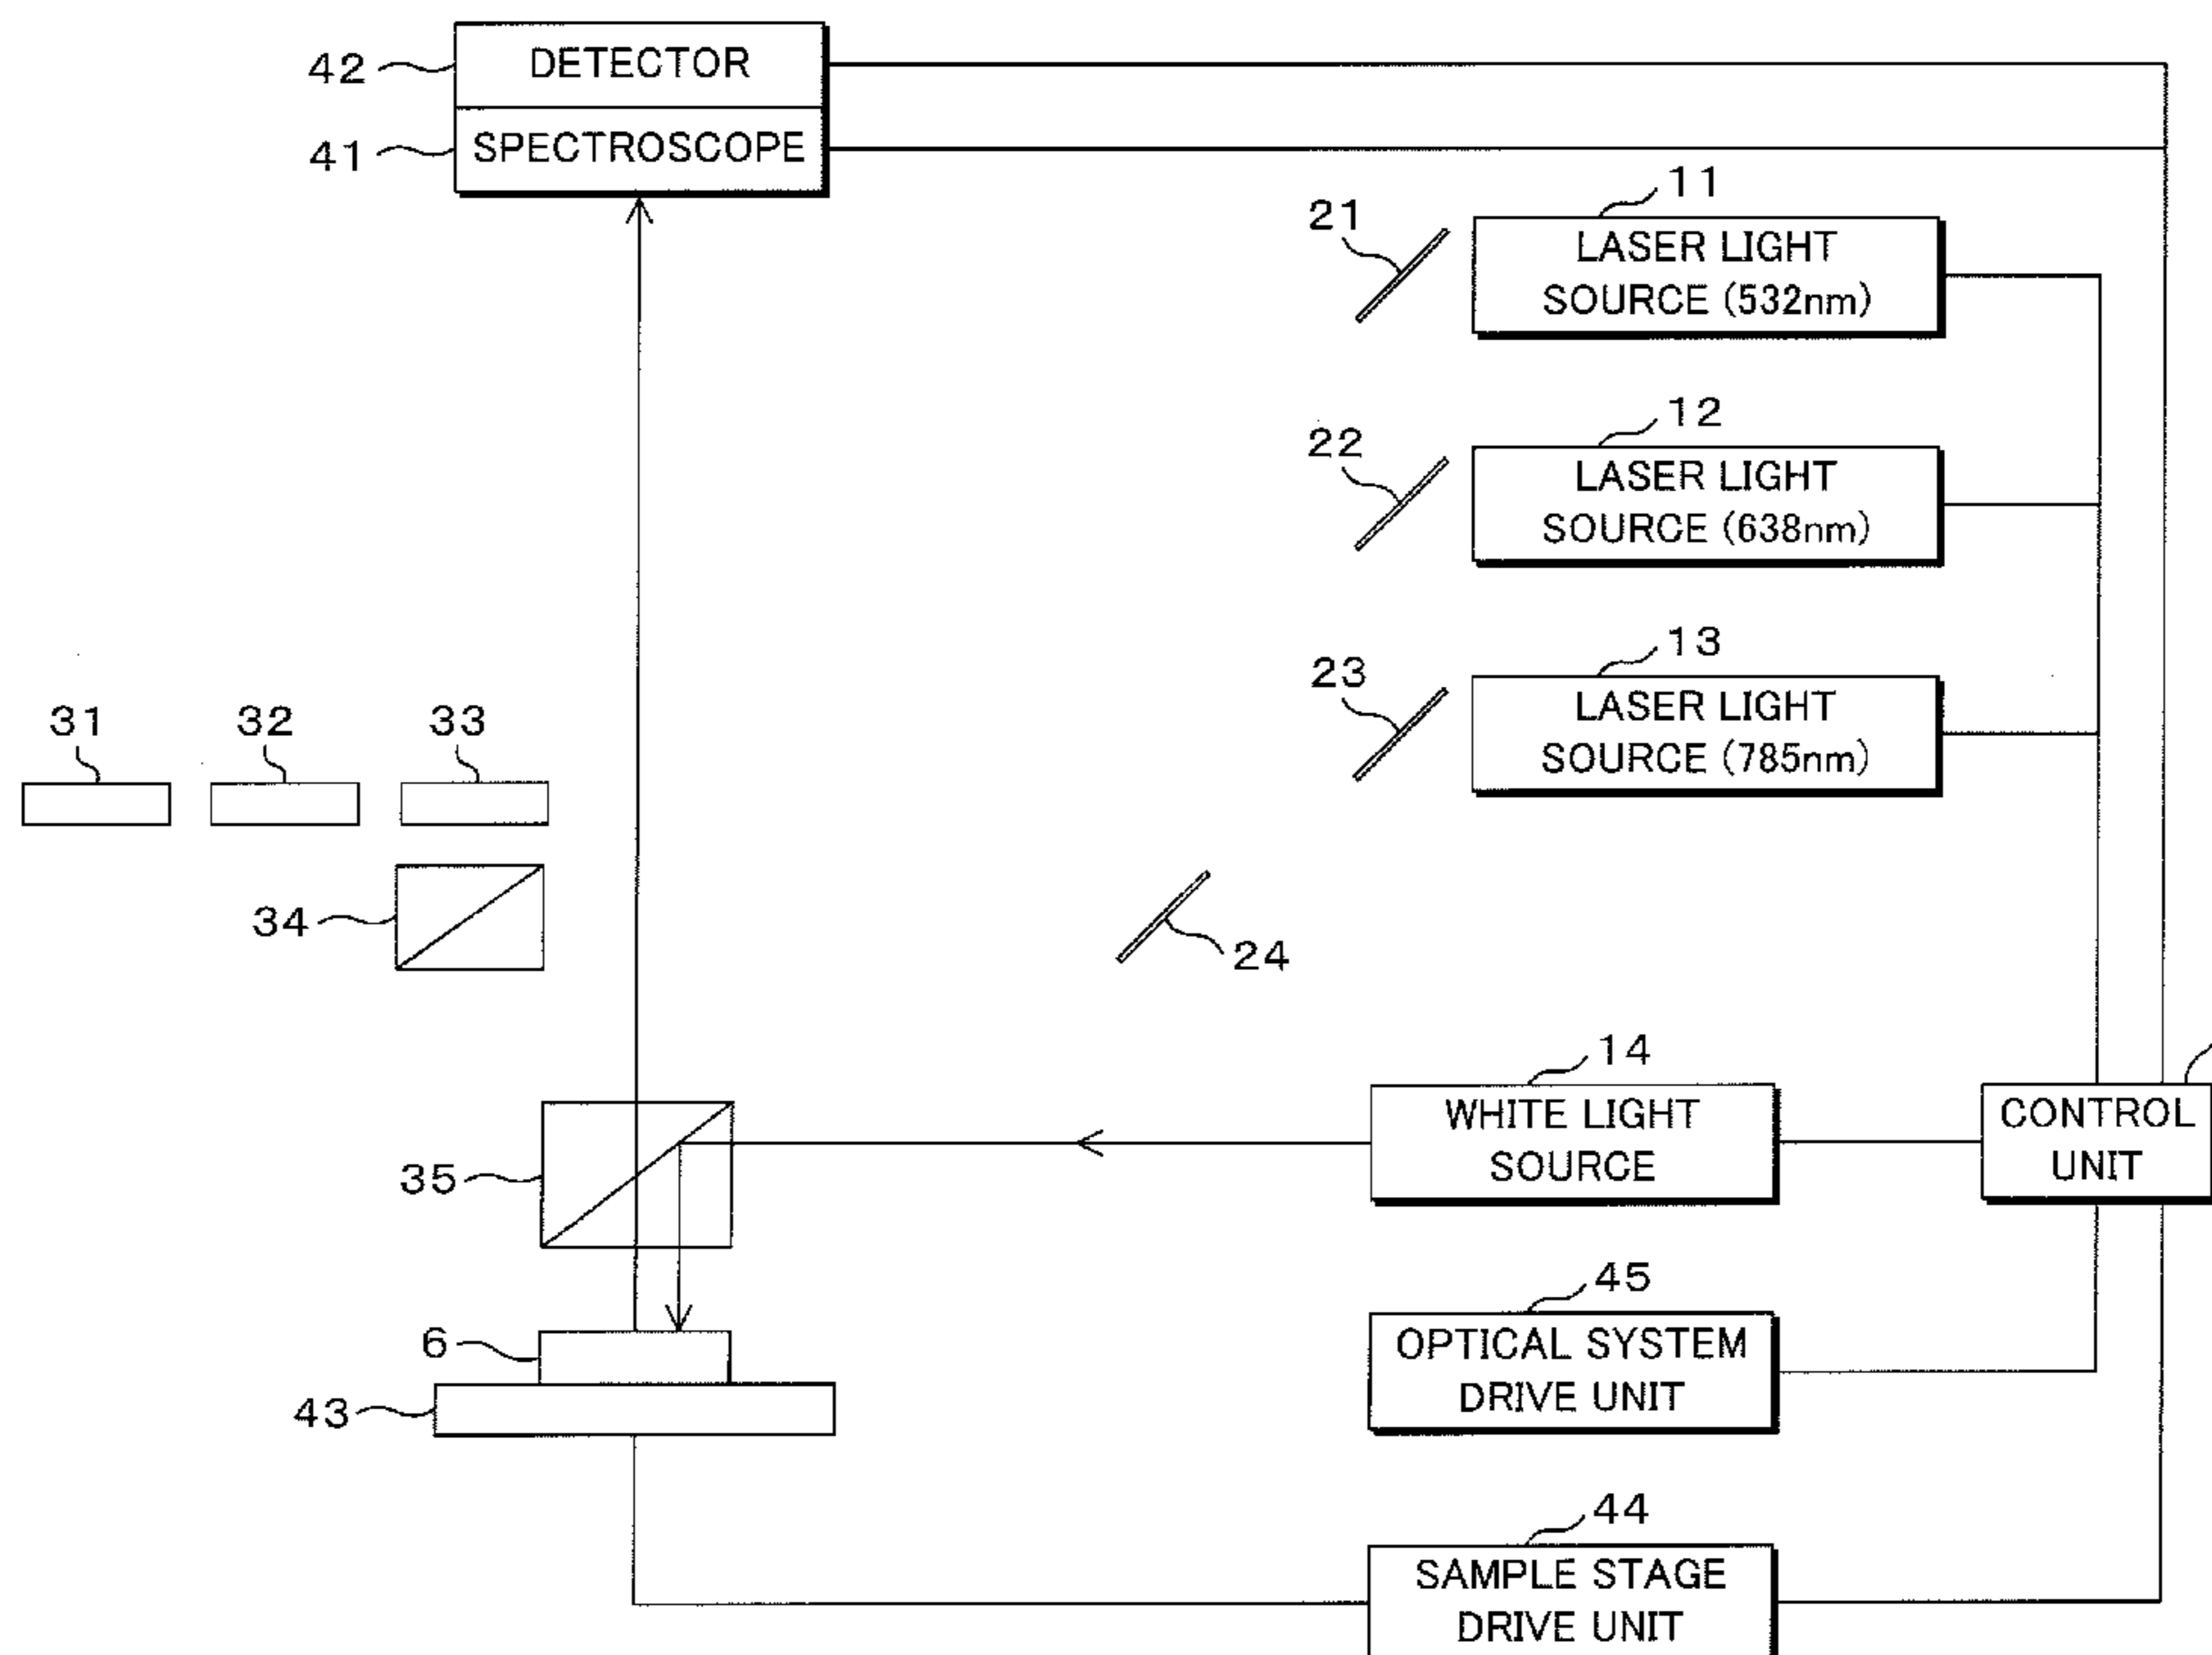 42
DETECTOR
41
SPECTROSCOPE
11
21
LASER LIGHT
SOURCE (532nm)
12
22
LASER LIGHT
SOURCE (638nm)
13
23
LASER LIGHT
SOURCE (785nm)
31
32
33
34
24
14
WHITE LIGHT
SOURCE
CONTROL
UNIT
35
45
OPTICAL SYSTEM
DRIVE UNIT
6
43
44
SAMPLE STAGE
DRIVE UNIT